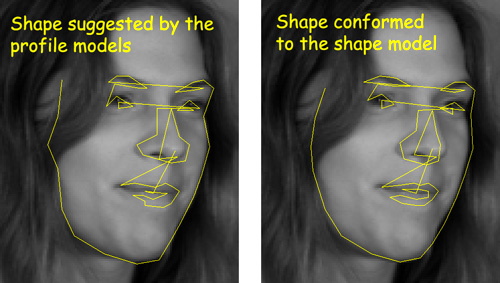 Shape suggested by the
profile models
Shape conformed
to the shape model